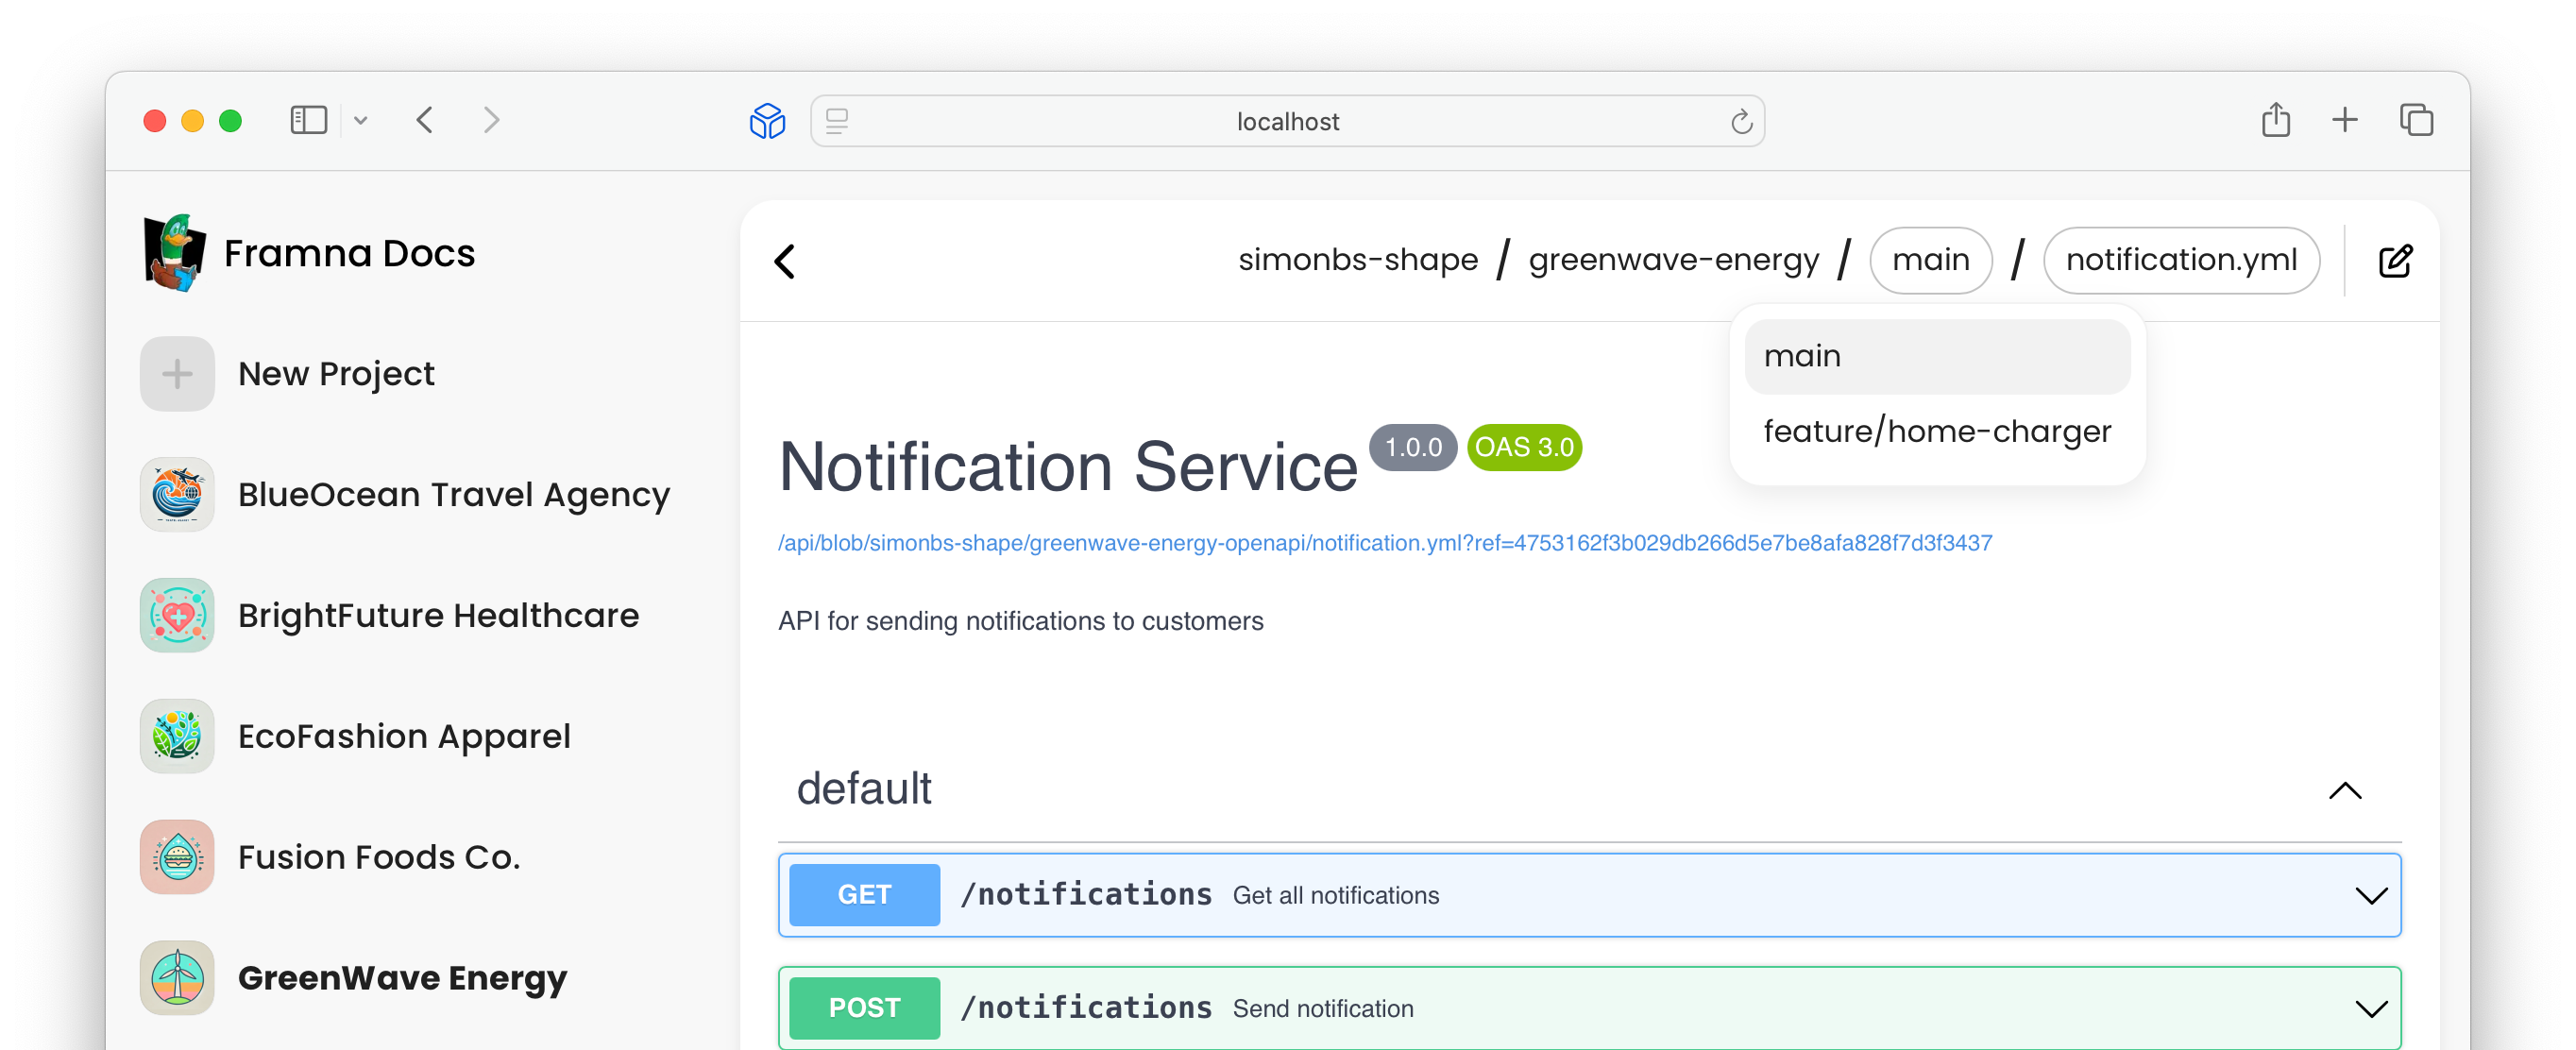 localhost
Framna Docs
New Project
BlueOcean Travel Agency
BrightFuture Healthcare
EcoFashion Apparel
Fusion Foods Co.
GreenWave Energy
simonbs-shape / greenwave-energy / main / notification.yml
main
feature/home-charger
Notification Service 1.0.0 OAS 3.0
/api/blob/simonbs-shape/greenwave-energy-openapi/notification.yml?ref=4753162f3b029db266d5e7be8afa828f7d3f3437
API for sending notifications to customers
default
GET /notifications Get all notifications
POST /notifications Send notification